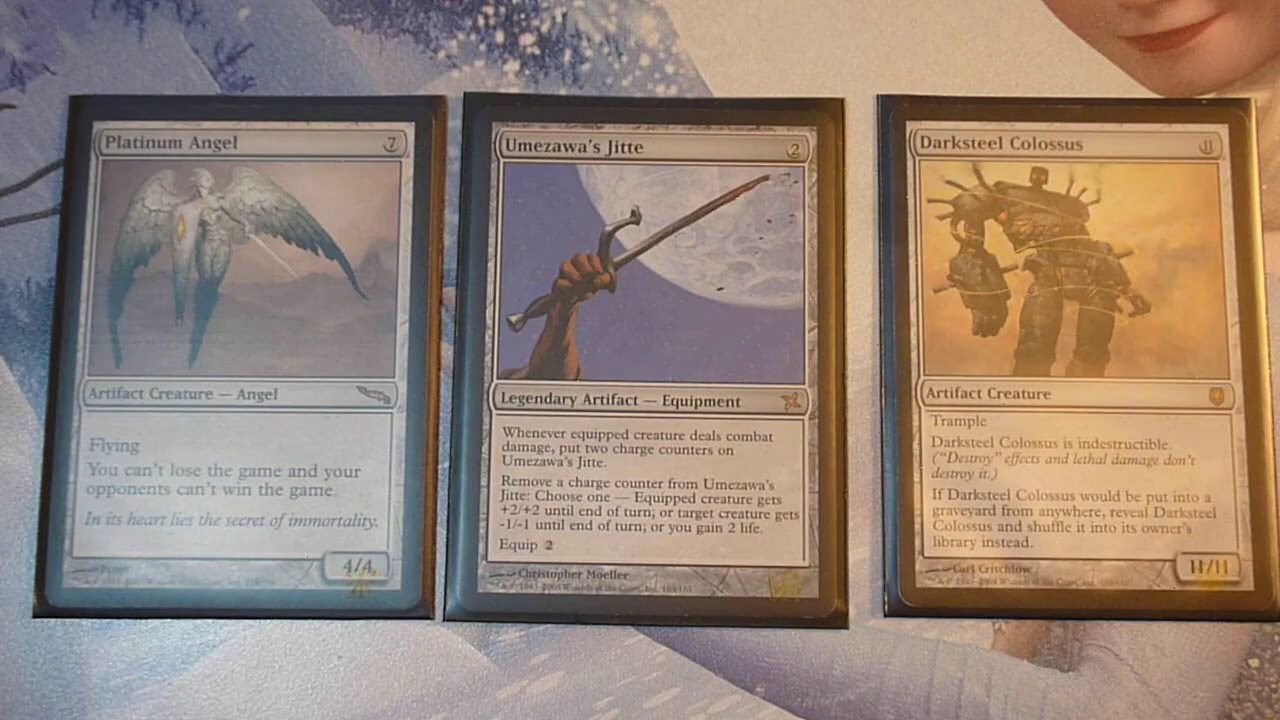 Platinum Angel 7
Artifact Creature — Angel
Flying
You can't lose the game and your
opponents can't win the game.
In its heart lies the secret of immortality.
4/4
Umezawa's Jitte 2
Legendary Artifact — Equipment
Whenever equipped creature deals combat
damage, put two charge counters on
Umezawa's Jitte.
Remove a charge counter from Umezawa's
Jitte: Choose one — Equipped creature gets
+2/+2 until end of turn; or target creature gets
-1/-1 until end of turn; or you gain 2 life.
Equip 2
Christopher Moeller
Darksteel Colossus 11
Artifact Creature
Trample
Darksteel Colossus is indestructible.
("Destroy" effects and lethal damage don't
destroy it.)
If Darksteel Colossus would be put into a
graveyard from anywhere, reveal Darksteel
Colossus and shuffle it into its owner's
library instead.
Carl Critchlow
11/11